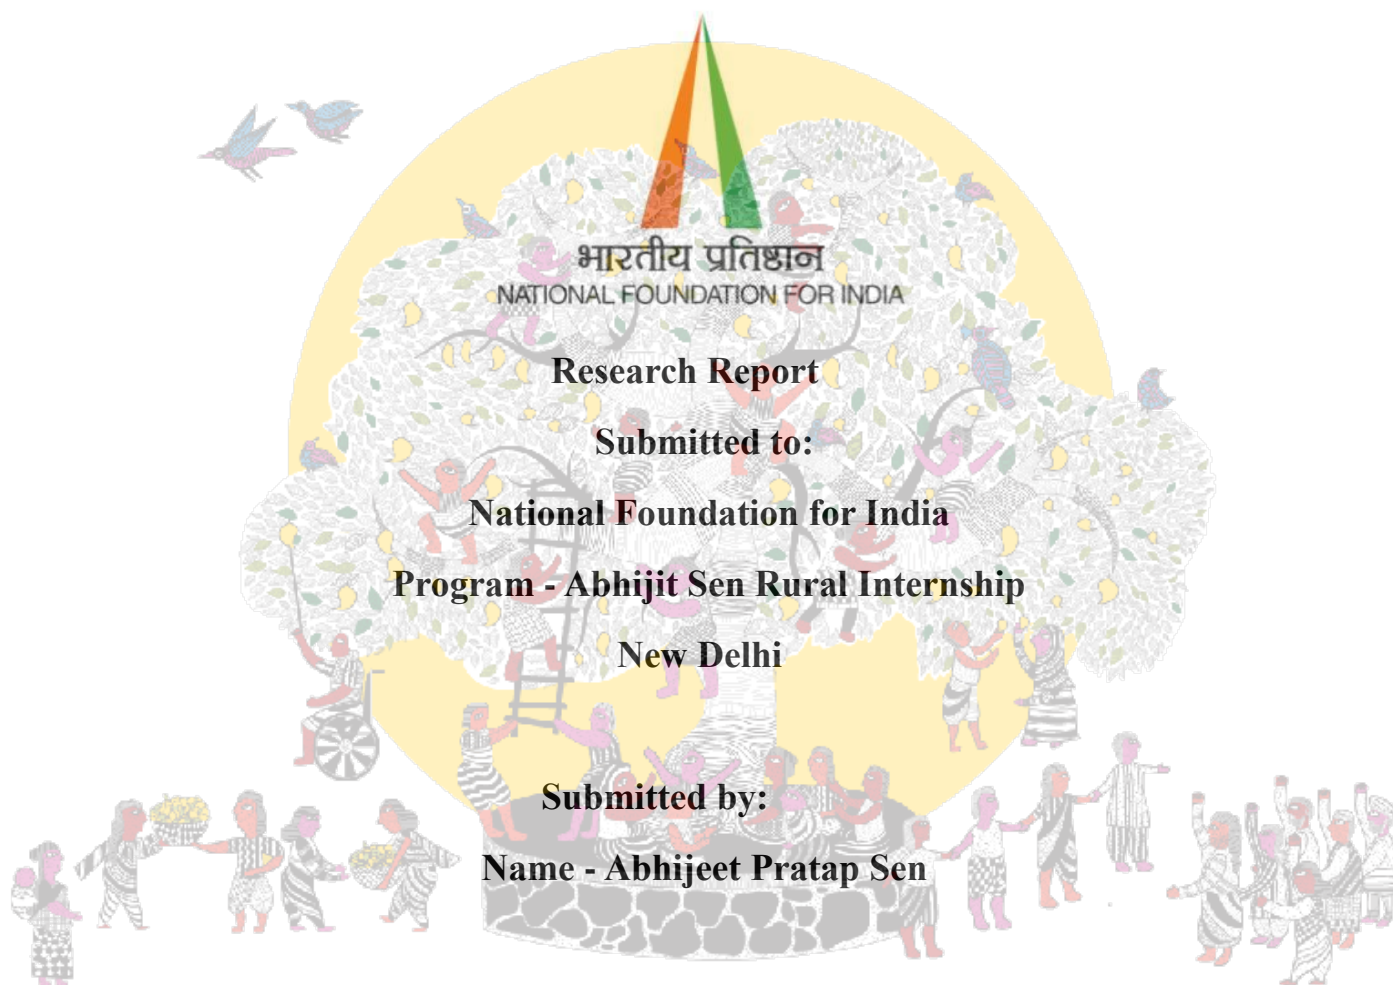 भारतीय प्रतिष्ठान
NATIONAL FOUNDATION FOR INDIA
Research Report
Submitted to:
National Foundation for India
Program - Abhijit Sen Rural Internship
New Delhi
Submitted by:
Name - Abhijeet Pratap Sen